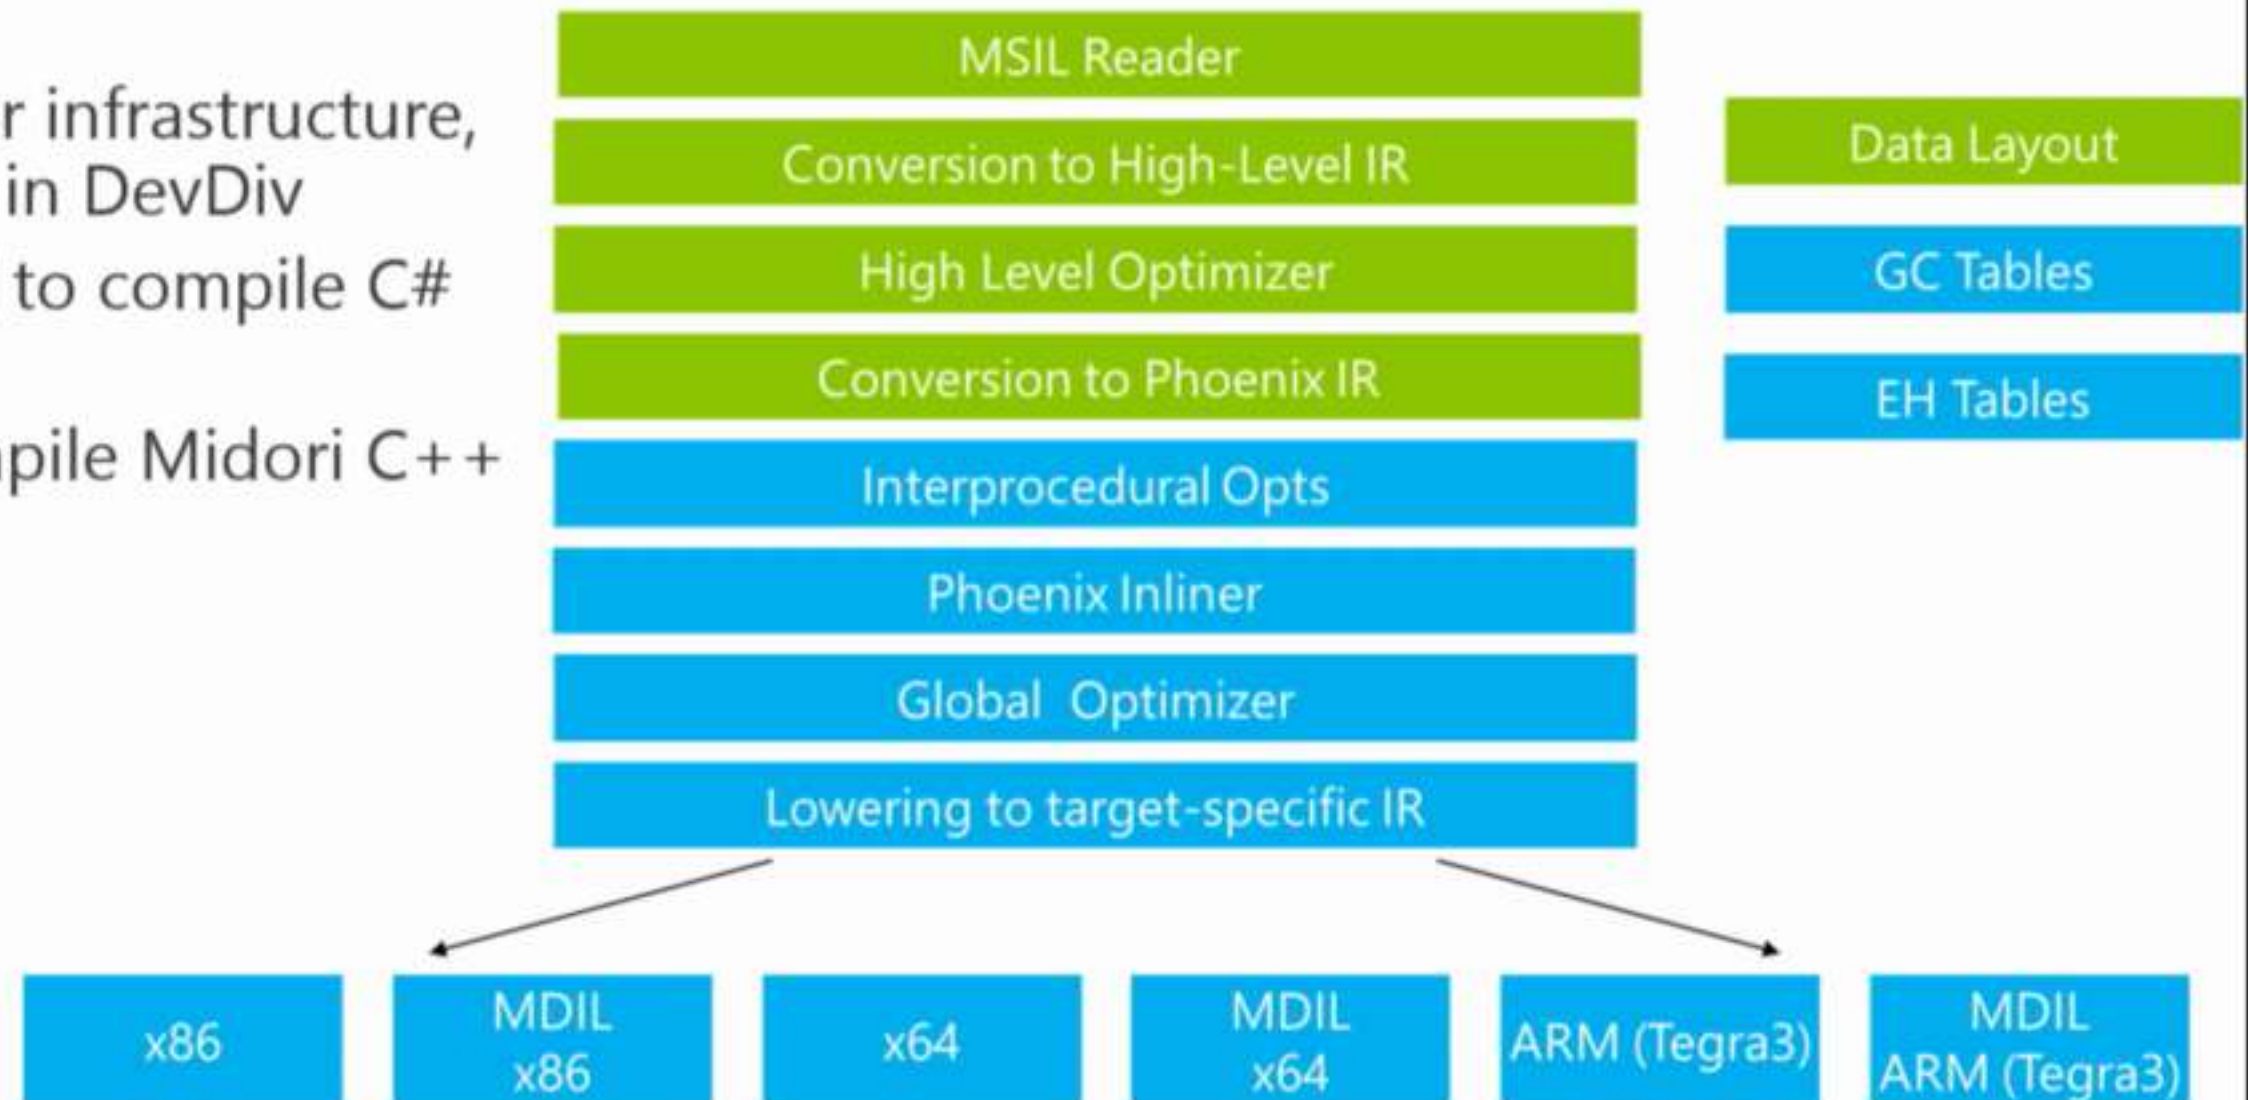 r infrastructure,
in DevDiv
to compile C#
pile Midori C++
MSIL Reader
Conversion to High-Level IR
High Level Optimizer
Conversion to Phoenix IR
Interprocedural Opts
Phoenix Inliner
Global Optimizer
Lowering to target-specific IR
Data Layout
GC Tables
EH Tables
x86
MDIL
x86
x64
MDIL
x64
ARM (Tegra3)
MDIL
ARM (Tegra3)